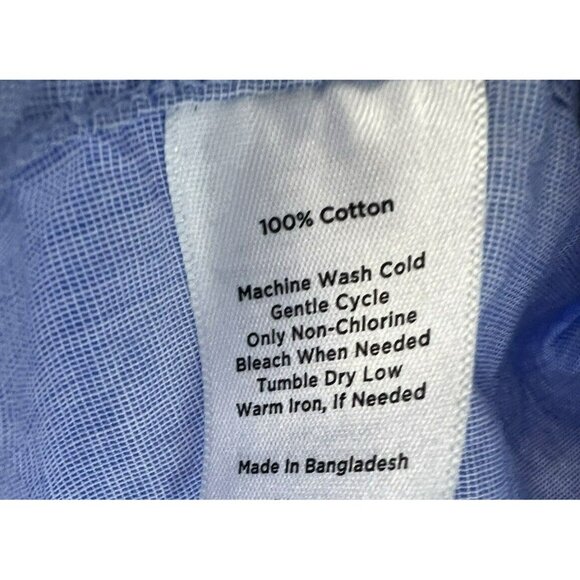 100% Cotton
Machine Wash Cold
Gentle Cycle
Only Non-Chlorine
Bleach When Needed
Tumble Dry Low
Warm Iron, If Needed
Made In Bangladesh